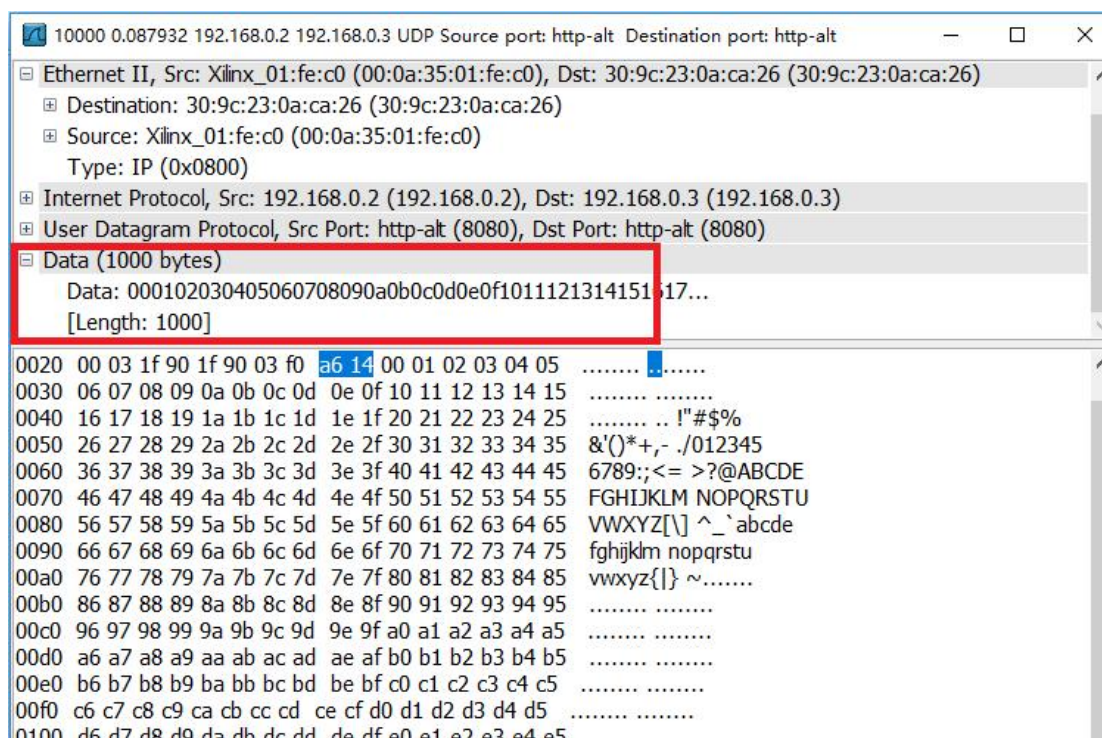 10000 0.087932 192.168.0.2 192.168.0.3 UDP Source port: http-alt Destination port: http-alt
Ethernet II, Src: Xilinx_01:fe:c0 (00:0a:35:01:fe:c0), Dst: 30:9c:23:0a:ca:26 (30:9c:23:0a:ca:26)
Destination: 30:9c:23:0a:ca:26 (30:9c:23:0a:ca:26)
Source: Xilinx_01:fe:c0 (00:0a:35:01:fe:c0)
Type: IP (0x0800)
Internet Protocol, Src: 192.168.0.2 (192.168.0.2), Dst: 192.168.0.3 (192.168.0.3)
User Datagram Protocol, Src Port: http-alt (8080), Dst Port: http-alt (8080)
Data (1000 bytes)
Data: 000102030405060708090a0b0c0d0e0f1011121314151617...
[Length: 1000]
0020 00 03 1f 90 1f 90 03 f0 a6 14 00 01 02 03 04 05 ........ ........
0030 06 07 08 09 0a 0b 0c 0d 0e 0f 10 11 12 13 14 15 ........ ........
0040 16 17 18 19 1a 1b 1c 1d 1e 1f 20 21 22 23 24 25 ........ .. !"#$%
0050 26 27 28 29 2a 2b 2c 2d 2e 2f 30 31 32 33 34 35 &'()*+,- ./012345
0060 36 37 38 39 3a 3b 3c 3d 3e 3f 40 41 42 43 44 45 6789:;<= >?@ABCDE
0070 46 47 48 49 4a 4b 4c 4d 4e 4f 50 51 52 53 54 55 FGHIJKLM NOPQRSTU
0080 56 57 58 59 5a 5b 5c 5d 5e 5f 60 61 62 63 64 65 VWXYZ[\] ^_`abcde
0090 66 67 68 69 6a 6b 6c 6d 6e 6f 70 71 72 73 74 75 fghijklm nopqrstu
00a0 76 77 78 79 7a 7b 7c 7d 7e 7f 80 81 82 83 84 85 vwxyz{|} ~.......
00b0 86 87 88 89 8a 8b 8c 8d 8e 8f 90 91 92 93 94 95 ........ ........
00c0 96 97 98 99 9a 9b 9c 9d 9e 9f a0 a1 a2 a3 a4 a5 ........ ........
00d0 a6 a7 a8 a9 aa ab ac ad ae af b0 b1 b2 b3 b4 b5 ........ ........
00e0 b6 b7 b8 b9 ba bb bc bd be bf c0 c1 c2 c3 c4 c5 ........ ........
00f0 c6 c7 c8 c9 ca cb cc cd ce cf d0 d1 d2 d3 d4 d5 ........ ........
0100 d6 d7 d8 d9 da db dc dd de df e0 e1 e2 e3 e4 e5